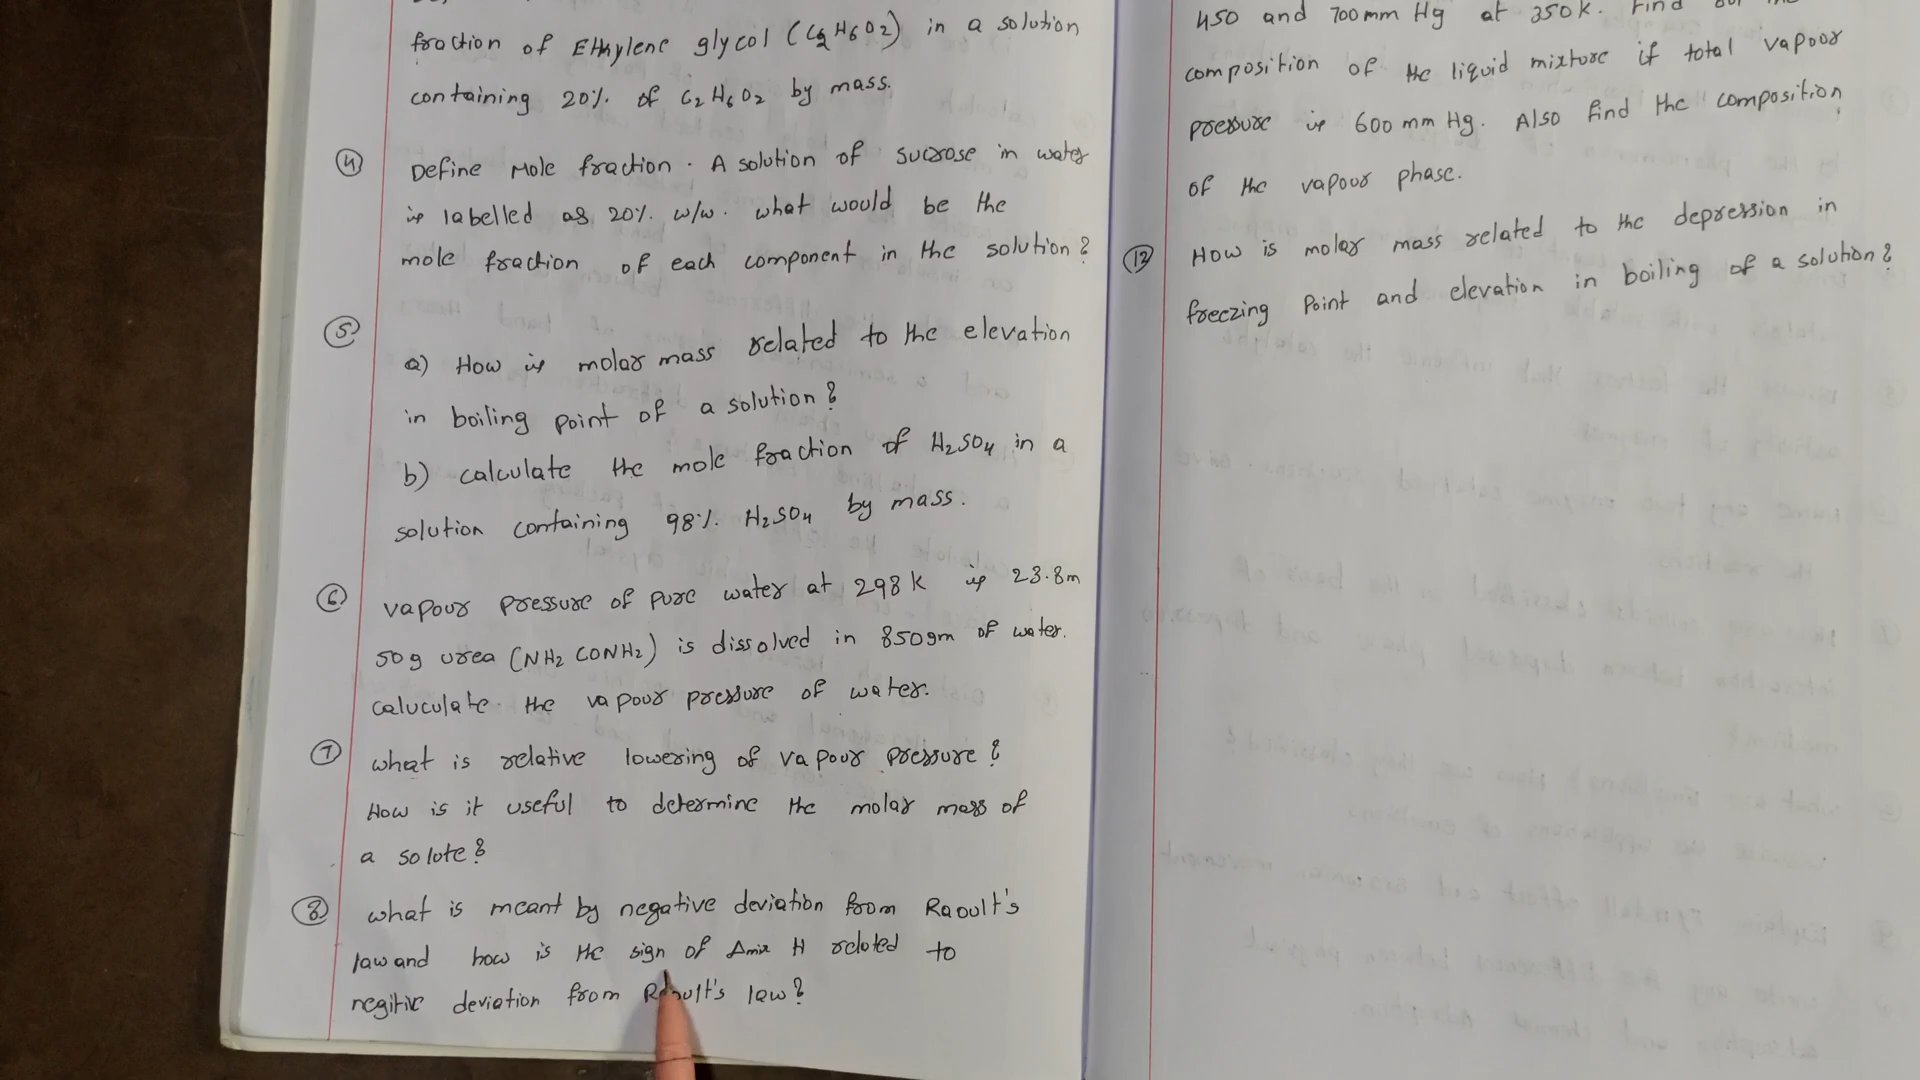 fraction of Ethylene glycol (C2H6O2) in a solution
containing 20% of C2H6O2 by mass.
4 Define Mole fraction. A solution of sucrose in water
is labelled as 20% w/w. what would be the
mole fraction of each component in the solution?
5 a) How is molar mass related to the elevation
in boiling point of a solution?
b) calculate the mole fraction of H2SO4 in a
solution containing 98% H2SO4 by mass.
6 vapour pressure of pure water at 298k is 23.8m
50g urea (NH2 CONH2) is dissolved in 850gm of water.
caluculate the vapour pressure of water.
7 what is relative lowering of vapour pressure?
How is it useful to determine the molar mass of
a solute?
8 what is meant by negative deviation from Raoult's
law and how is the sign of Δmix H related to
negitive deviation from Raoult's law?
450 and 700mm Hg at 350k. Find
composition of the liquid mixture if total vapour
pressure is 600 mm Hg. Also find the composition
of the vapour phase.
12 How is molar mass related to the depression in
freezing point and elevation in boiling of a solution?